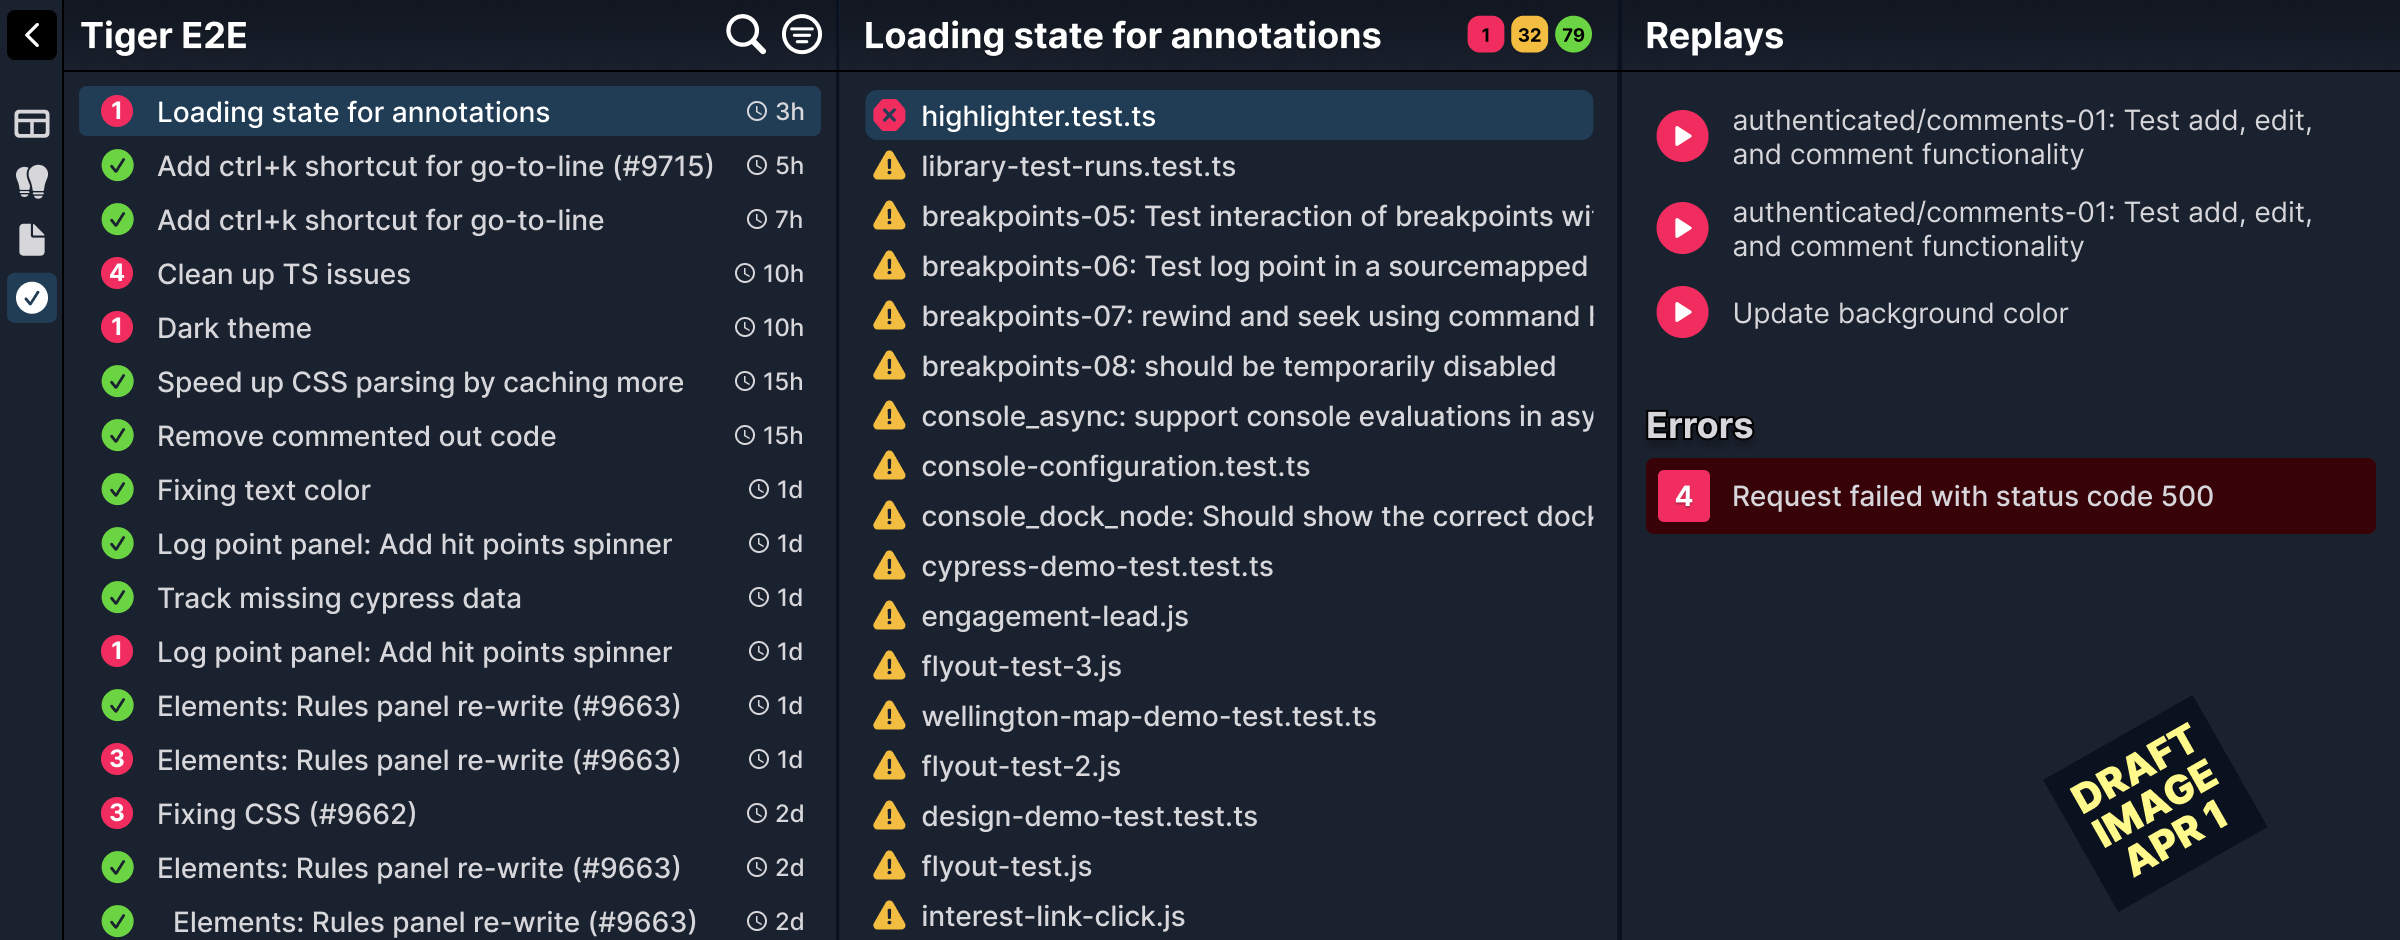 Tiger E2E
1 Loading state for annotations 3h
Add ctrl+k shortcut for go-to-line (#9715) 5h
Add ctrl+k shortcut for go-to-line 7h
4 Clean up TS issues 10h
1 Dark theme 10h
Speed up CSS parsing by caching more 15h
Remove commented out code 15h
Fixing text color 1d
Log point panel: Add hit points spinner 1d
Track missing cypress data 1d
1 Log point panel: Add hit points spinner 1d
Elements: Rules panel re-write (#9663) 1d
3 Elements: Rules panel re-write (#9663) 1d
3 Fixing CSS (#9662) 2d
Elements: Rules panel re-write (#9663) 2d
Elements: Rules panel re-write (#9663) 2d
Loading state for annotations 1 32 79
highlighter.test.ts
library-test-runs.test.ts
breakpoints-05: Test interaction of breakpoints wi
breakpoints-06: Test log point in a sourcemapped
breakpoints-07: rewind and seek using command
breakpoints-08: should be temporarily disabled
console_async: support console evaluations in asy
console-configuration.test.ts
console_dock_node: Should show the correct dock
cypress-demo-test.test.ts
engagement-lead.js
flyout-test-3.js
wellington-map-demo-test.test.ts
flyout-test-2.js
design-demo-test.test.ts
flyout-test.js
interest-link-click.js
Replays
authenticated/comments-01: Test add, edit,
and comment functionality
authenticated/comments-01: Test add, edit,
and comment functionality
Update background color
Errors
4 Request failed with status code 500
DRAFT
IMAGE
APR 1